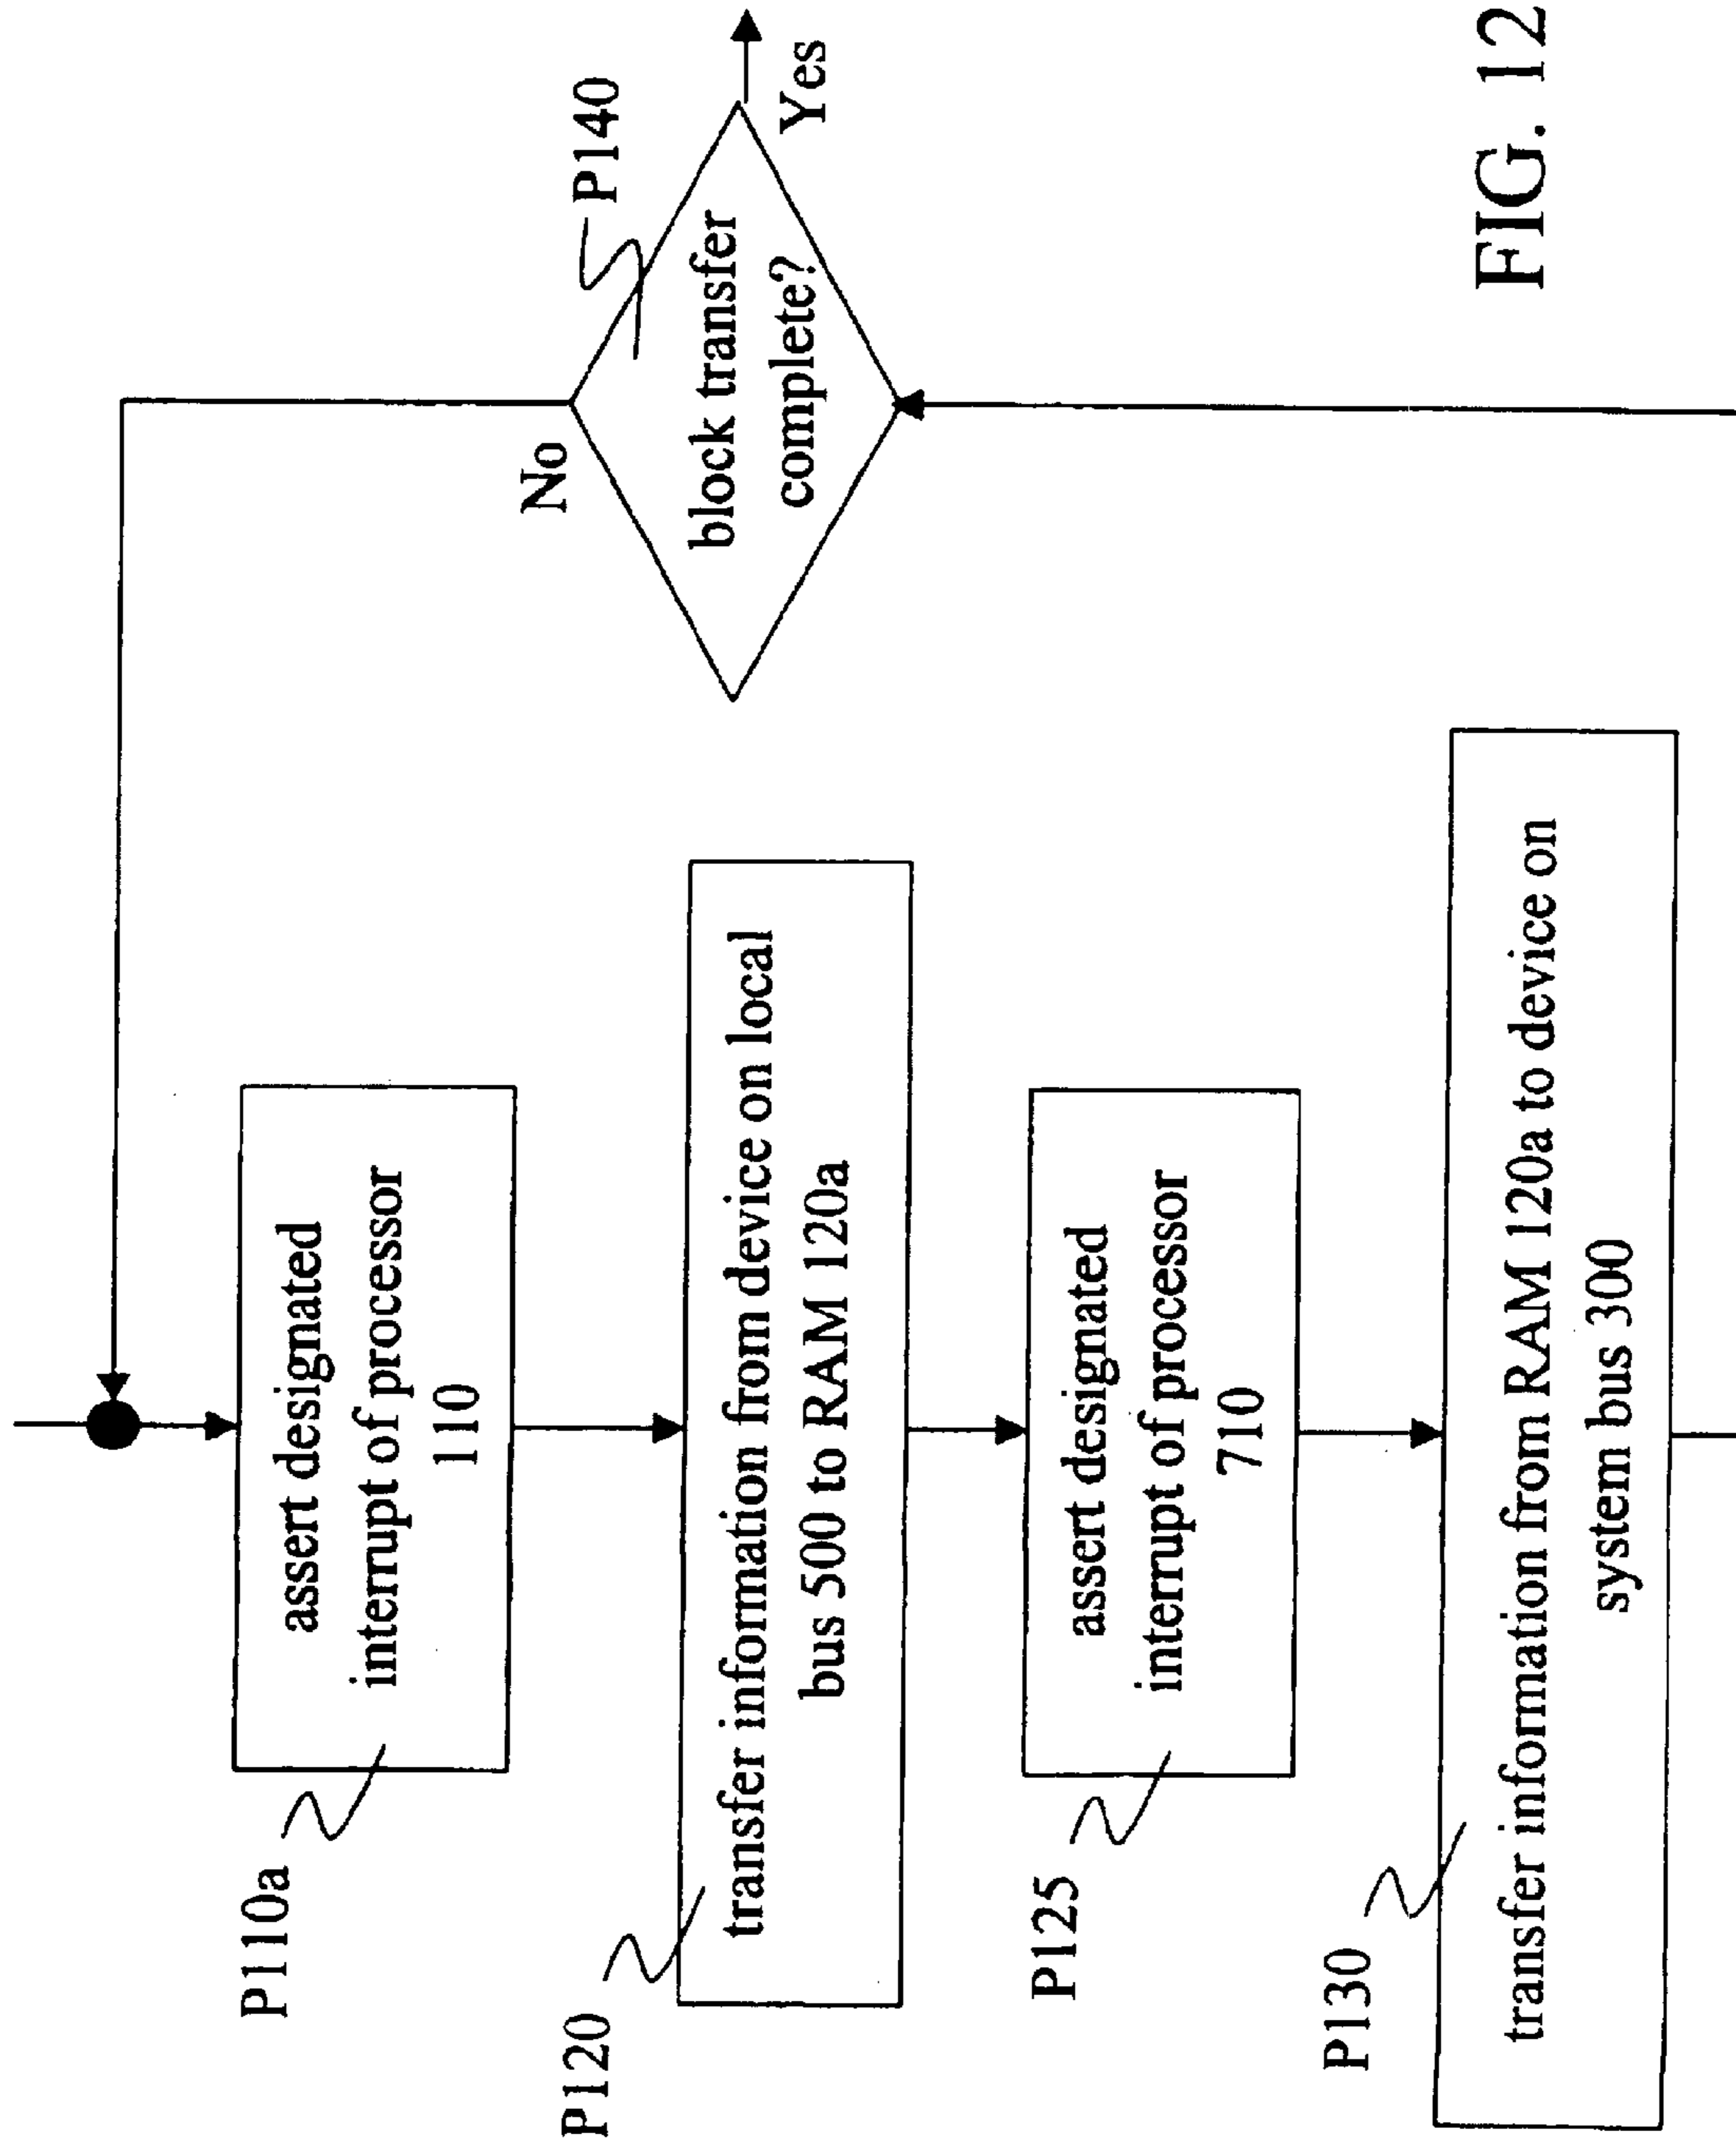 P110a
assert designated
interrupt of processor
110
P120
transfer information from device on local
bus 500 to RAM 120a
P125
assert designated
interrupt of processor
710
P130
transfer information from RAM 120a to device on
system bus 300
No
P140
block transfer
complete?
Yes
FIG. 12